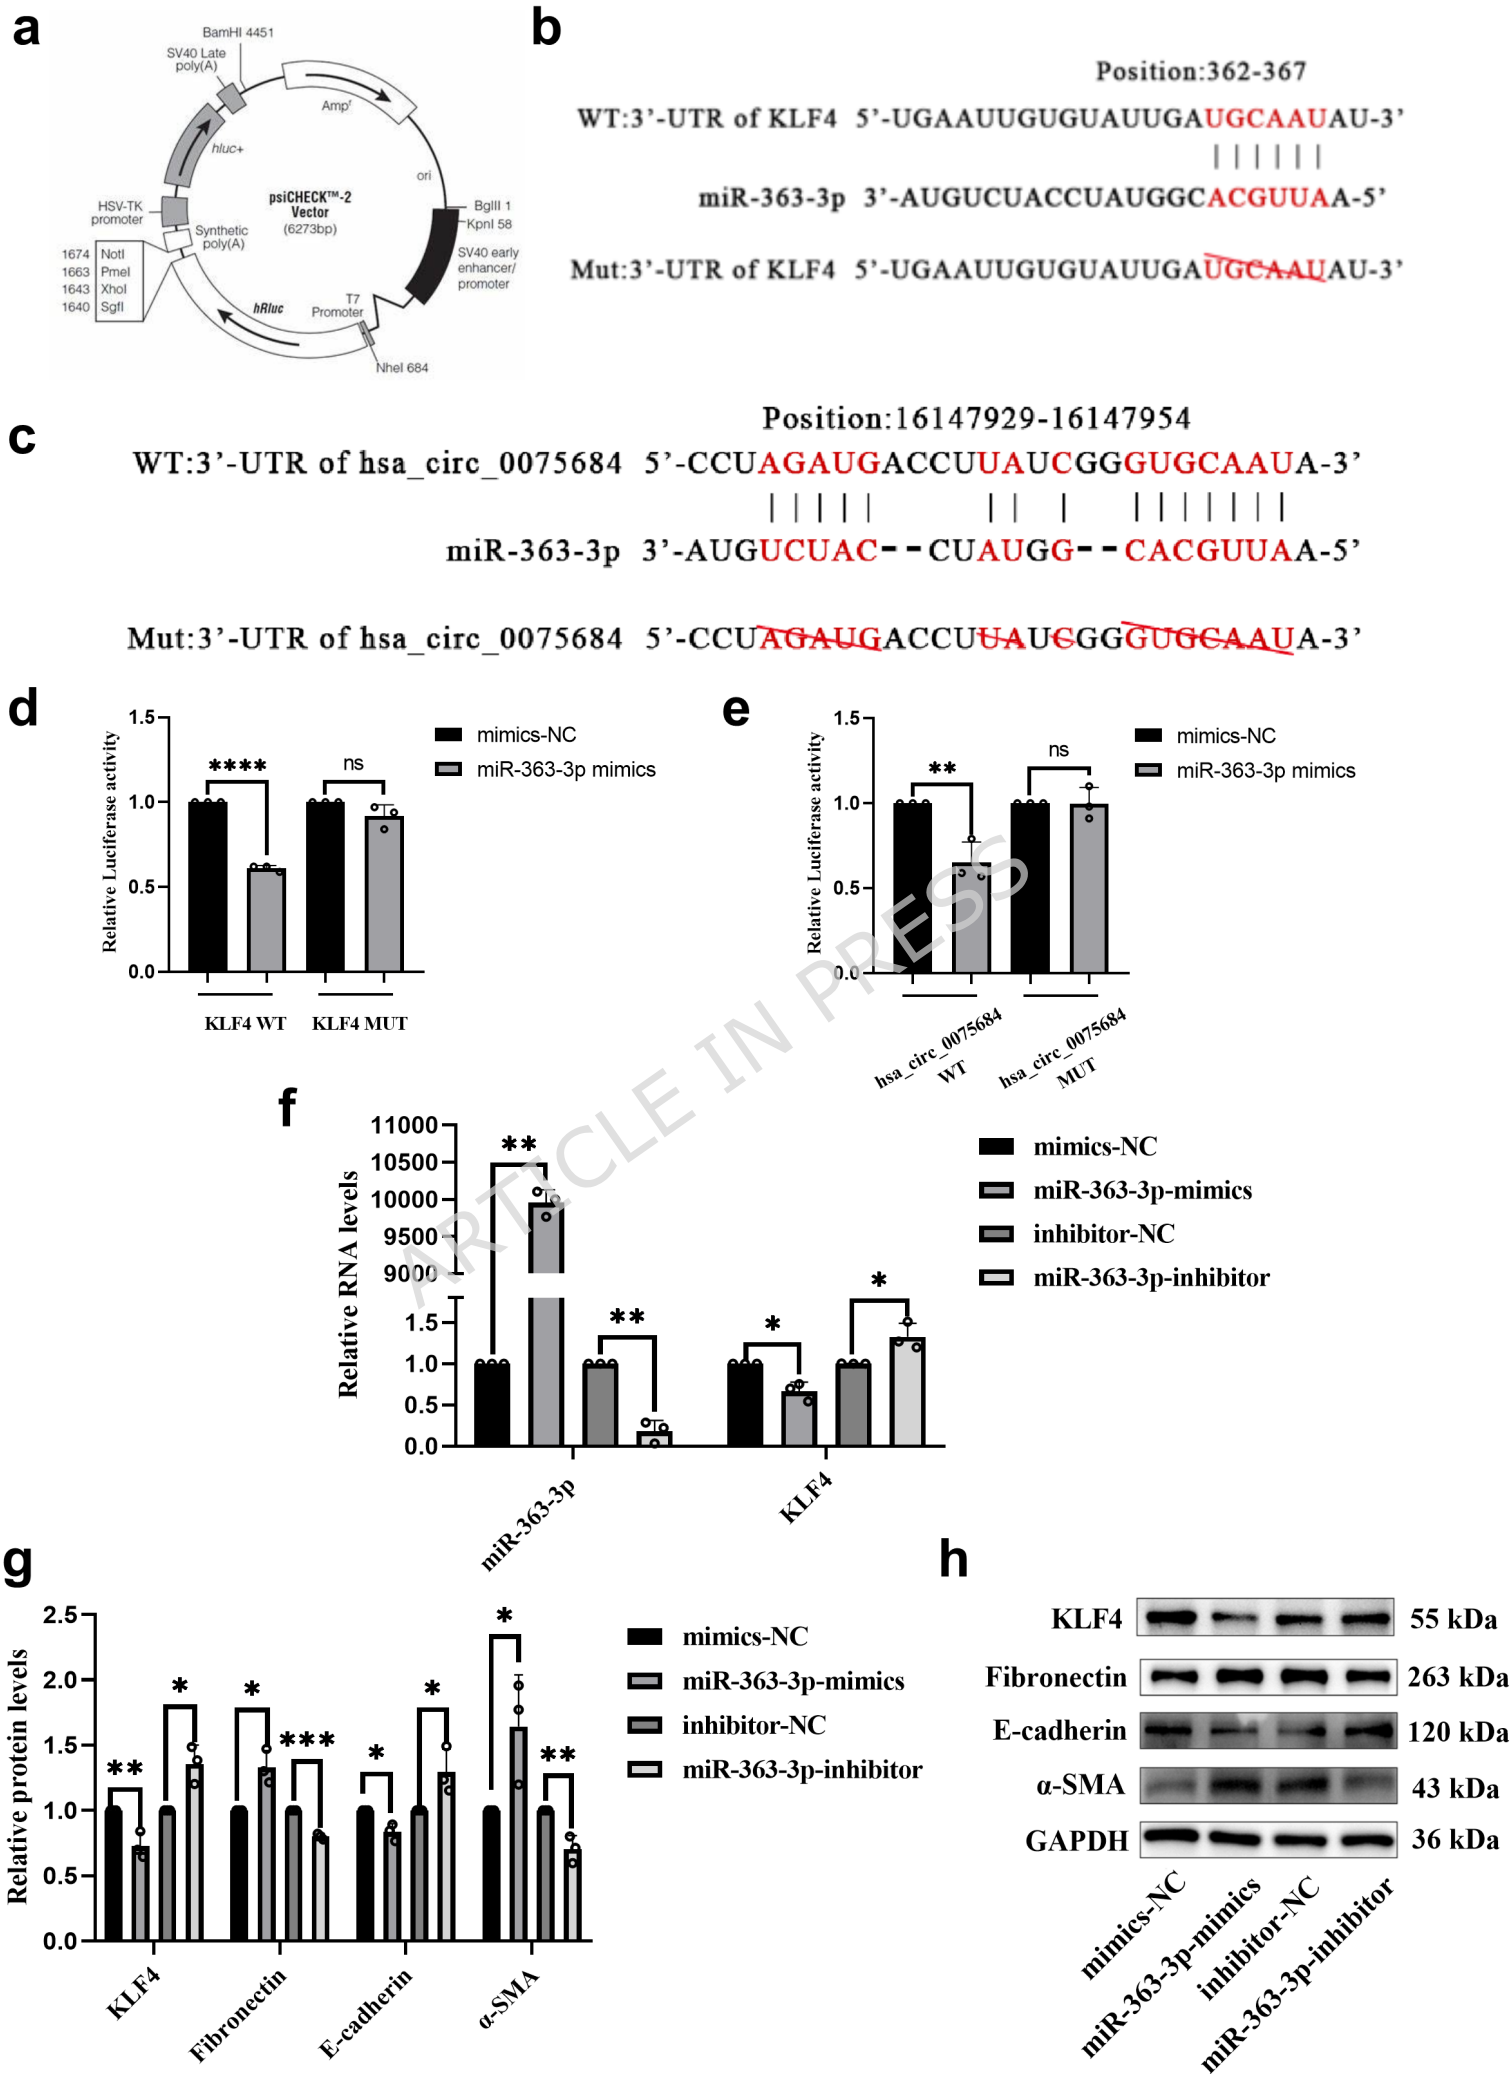 a
BamHI 4451
SV40 Late
poly(A)
Ampʳ
hluc+
ori
psiCHECK™-2
Vector
(6273bp)
HSV-TK
promoter
BglII 1
KpnI 58
Synthetic
poly(A)
SV40 early
enhancer/
promoter
1674 NotI
1663 PmeI
1643 XhoI
1640 SgfI
hRluc
T7
Promoter
NheI 684
b
Position:362-367
WT:3’-UTR of KLF4 5’-UGAAUUGUGUAUUGAUGCAAUAU-3’
miR-363-3p 3’-AUGUCUACCUAUGGCACGUUAA-5’
Mut:3’-UTR of KLF4 5’-UGAAUUGUGUAUUGAUGCAAUAU-3’
c
Position:16147929-16147954
WT:3’-UTR of hsa_circ_0075684 5’-CCUAGAUGACCUUAUCGGGUGCAAUA-3’
miR-363-3p 3’-AUGUCUAC--CUAUGG--CACGUUAA-5’
Mut:3’-UTR of hsa_circ_0075684 5’-CCUAGAUGACCUUAUCGGGUGCAAUA-3’
d
Relative Luciferase activity
1.5
1.0
0.5
0.0
****
ns
mimics-NC
miR-363-3p mimics
KLF4 WT
KLF4 MUT
e
Relative Luciferase activity
1.5
1.0
0.5
0.0
**
ns
mimics-NC
miR-363-3p mimics
hsa_circ_0075684
WT
hsa_circ_0075684
MUT
ARTICLE IN PRESS
f
Relative RNA levels
11000
10500
10000
9500
9000
1.5
1.0
0.5
0.0
**
**
*
*
miR-363-3p
KLF4
mimics-NC
miR-363-3p-mimics
inhibitor-NC
miR-363-3p-inhibitor
g
Relative protein levels
2.5
2.0
1.5
1.0
0.5
0.0
**
*
*
***
*
*
*
**
KLF4
Fibronectin
E-cadherin
α-SMA
mimics-NC
miR-363-3p-mimics
inhibitor-NC
miR-363-3p-inhibitor
h
KLF4 55 kDa
Fibronectin 263 kDa
E-cadherin 120 kDa
α-SMA 43 kDa
GAPDH 36 kDa
mimics-NC
miR-363-3p-mimics
inhibitor-NC
miR-363-3p-inhibitor